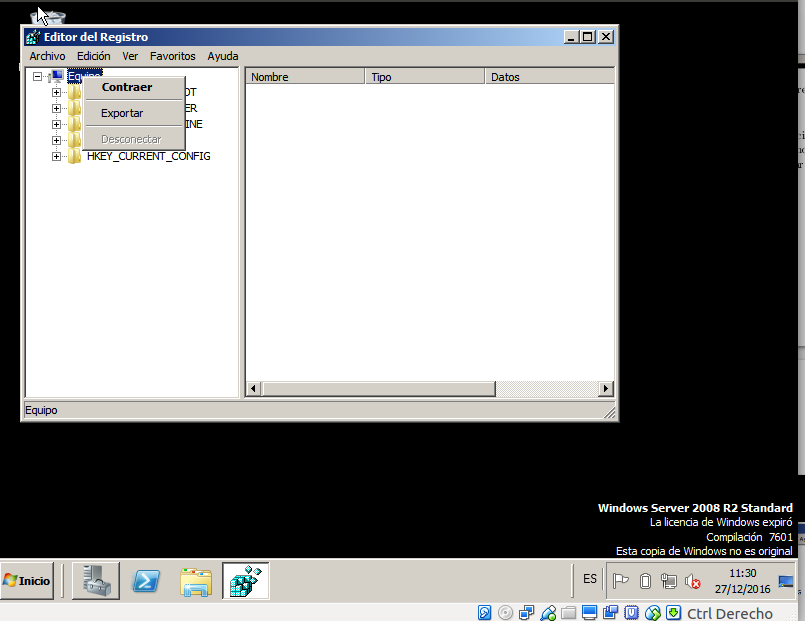 Editor del Registro
Archivo Edición Ver Favoritos Ayuda
Equipo
Contraer
Exportar
Desconectar
OT
ER
INE
HKEY_CURRENT_CONFIG
Nombre Tipo Datos
Equipo
Windows Server 2008 R2 Standard
La licencia de Windows expiró
Compilación 7601
Esta copia de Windows no es original
Inicio
ES
11:30
27/12/2016
Ctrl Derecho